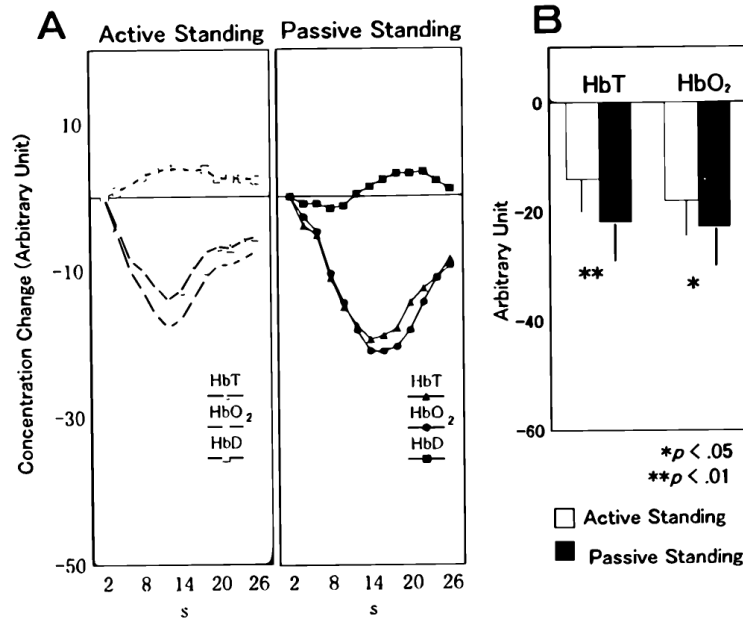 A
Active Standing
Passive Standing
Concentration Change (Arbitrary Unit)
10
-10
-30
-50
HbT
HbO₂
HbD
HbT
HbO₂
HbD
2 8 14 20 26
2 8 14 20 26
s
s
B
HbT HbO₂
Arbitrary Unit
0
-20
-40
-60
**
*
*p < .05
**p < .01
Active Standing
Passive Standing